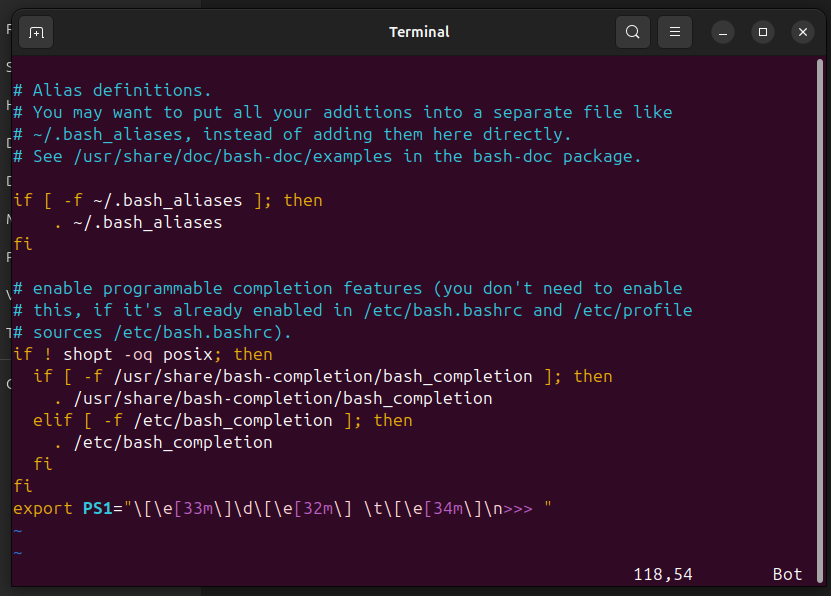 Terminal
# Alias definitions.
# You may want to put all your additions into a separate file like
# ~/.bash_aliases, instead of adding them here directly.
# See /usr/share/doc/bash-doc/examples in the bash-doc package.
if [ -f ~/.bash_aliases ]; then
    . ~/.bash_aliases
fi
# enable programmable completion features (you don't need to enable
# this, if it's already enabled in /etc/bash.bashrc and /etc/profile
# sources /etc/bash.bashrc).
if ! shopt -oq posix; then
  if [ -f /usr/share/bash-completion/bash_completion ]; then
    . /usr/share/bash-completion/bash_completion
  elif [ -f /etc/bash_completion ]; then
    . /etc/bash_completion
  fi
fi
export PS1="\[\e[33m\]\d\[\e[32m\] \t\[\e[34m\]\n>>> "
~
~
118,54 Bot